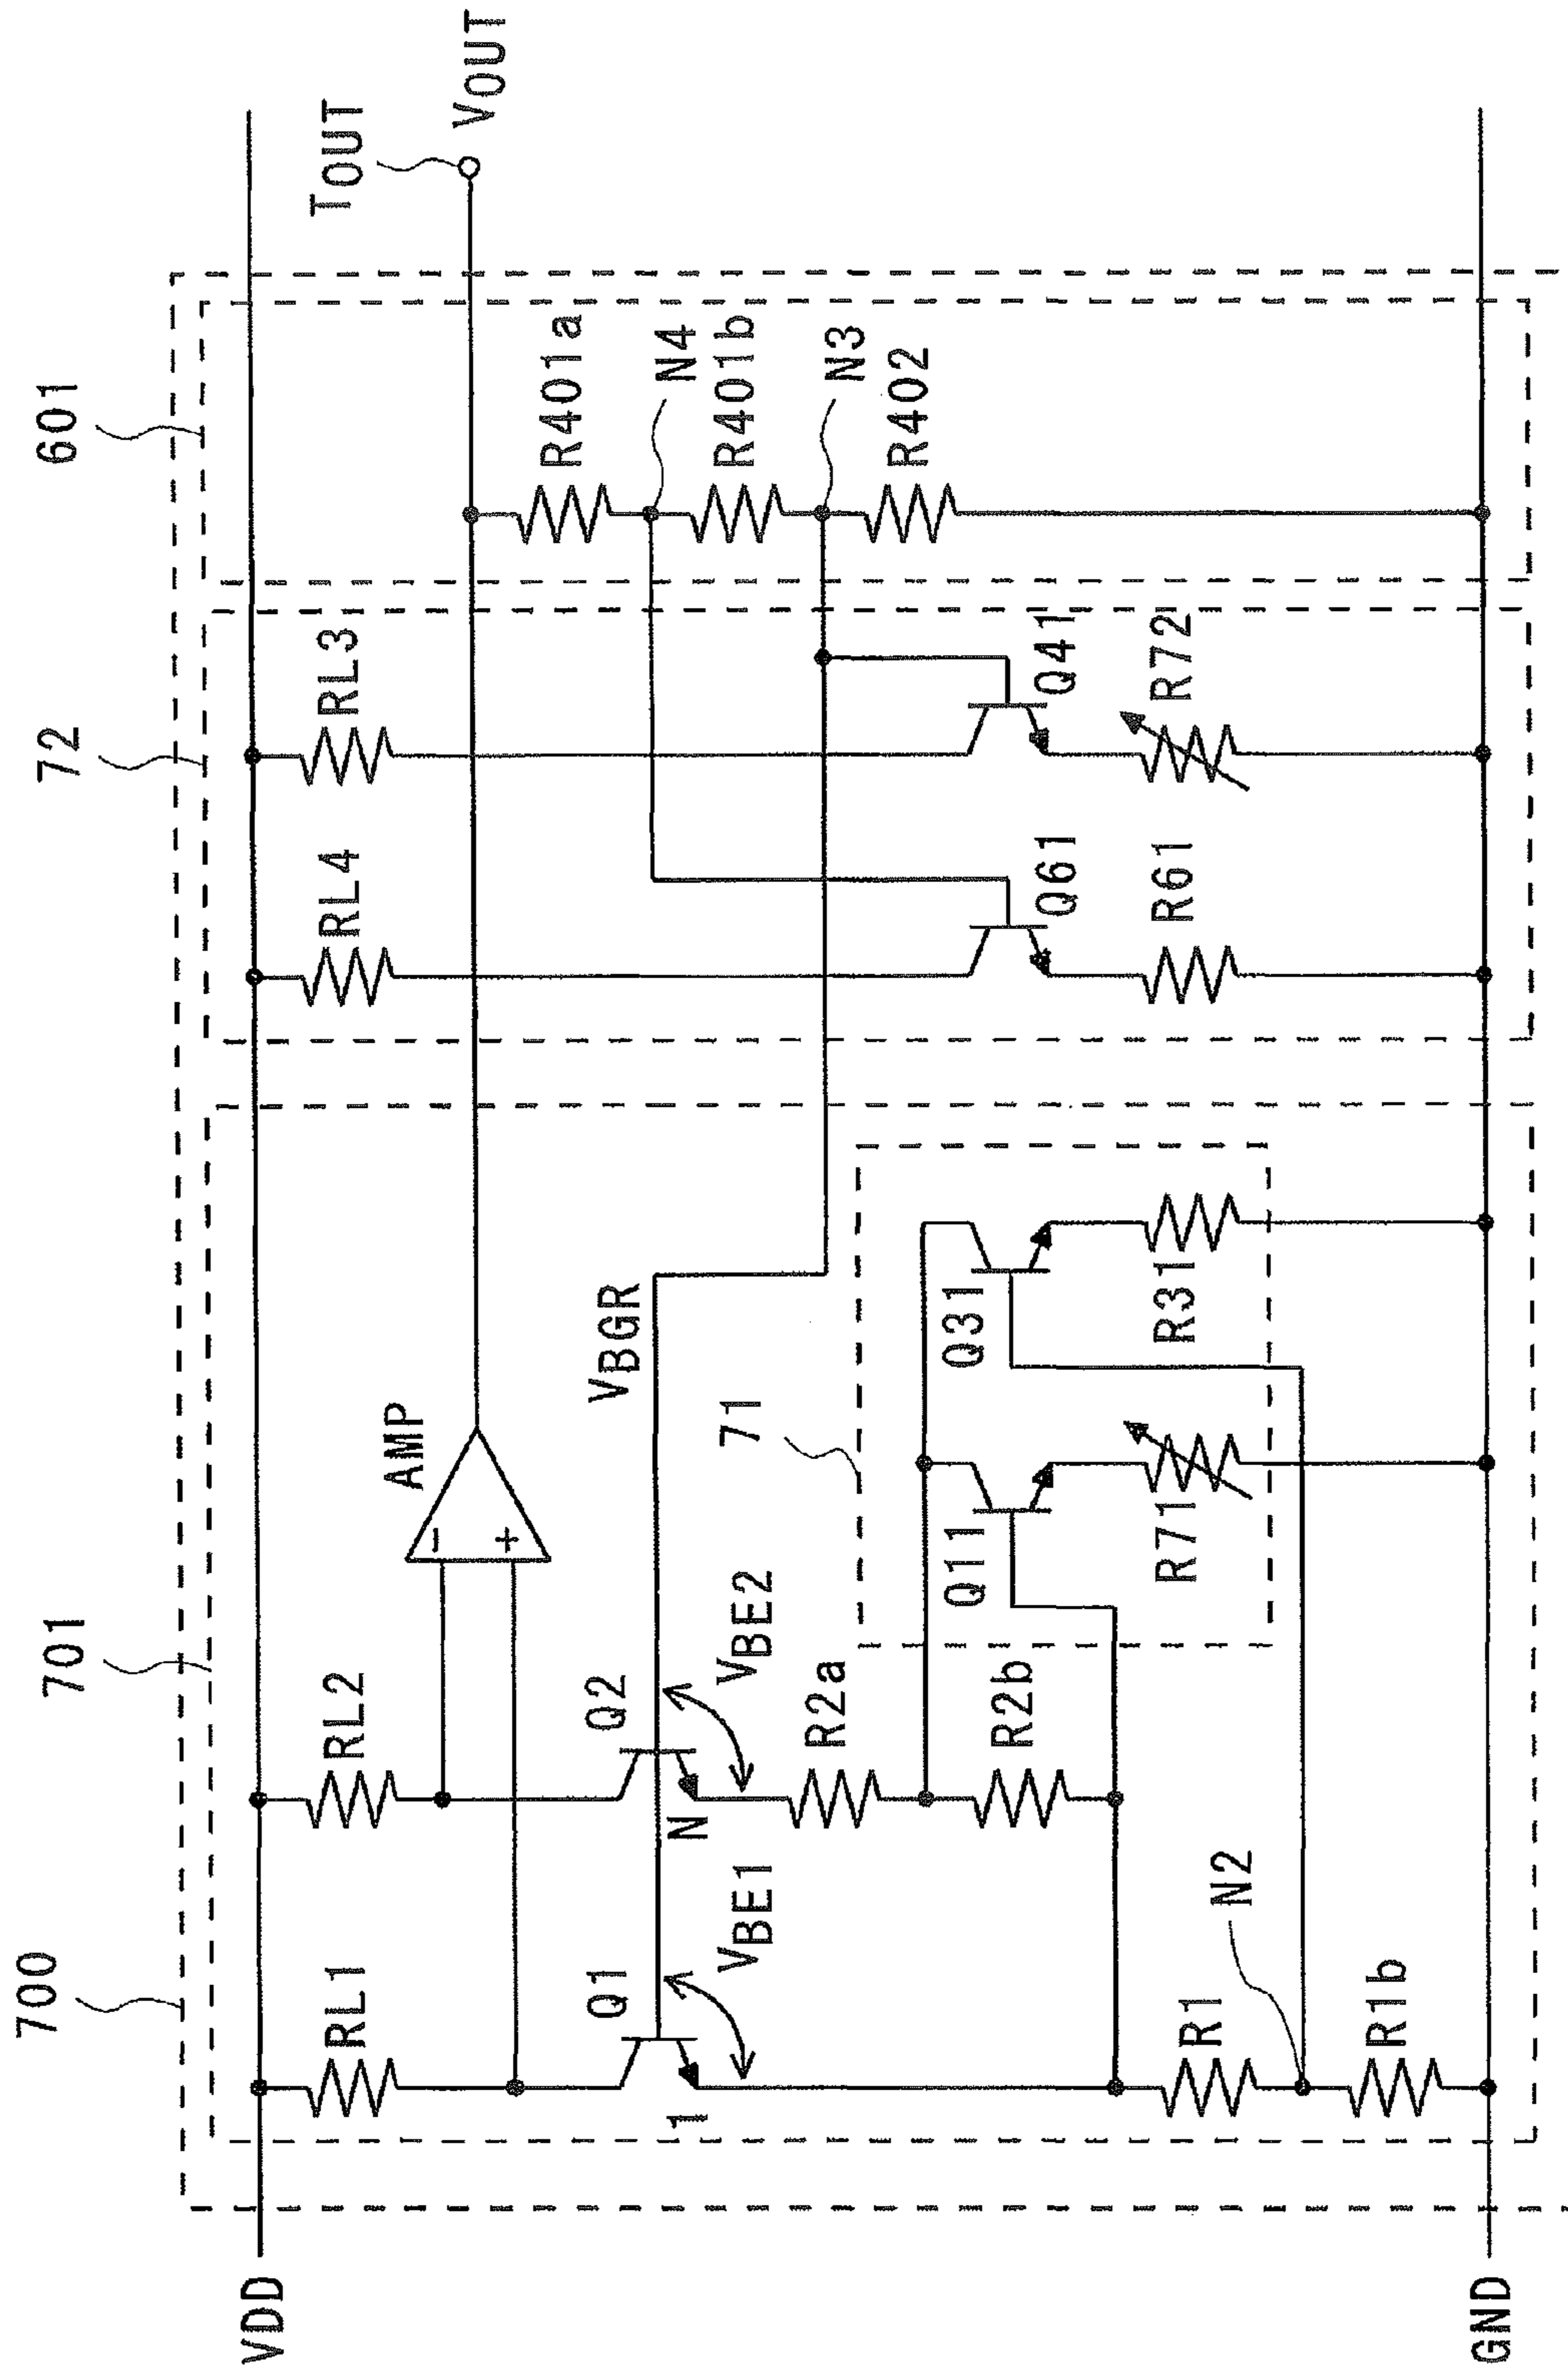 700
701
72
601
VDD
RL1
RL2
RL4
RL3
TOUT
VOUT
AMP
−
+
Q1
Q2
VBGR
1
N
VBE1
VBE2
R401a
N4
R401b
N3
R402
R2a
R2b
71
Q11
Q31
Q61
Q41
R71
R31
R61
R72
R1
N2
R1b
GND